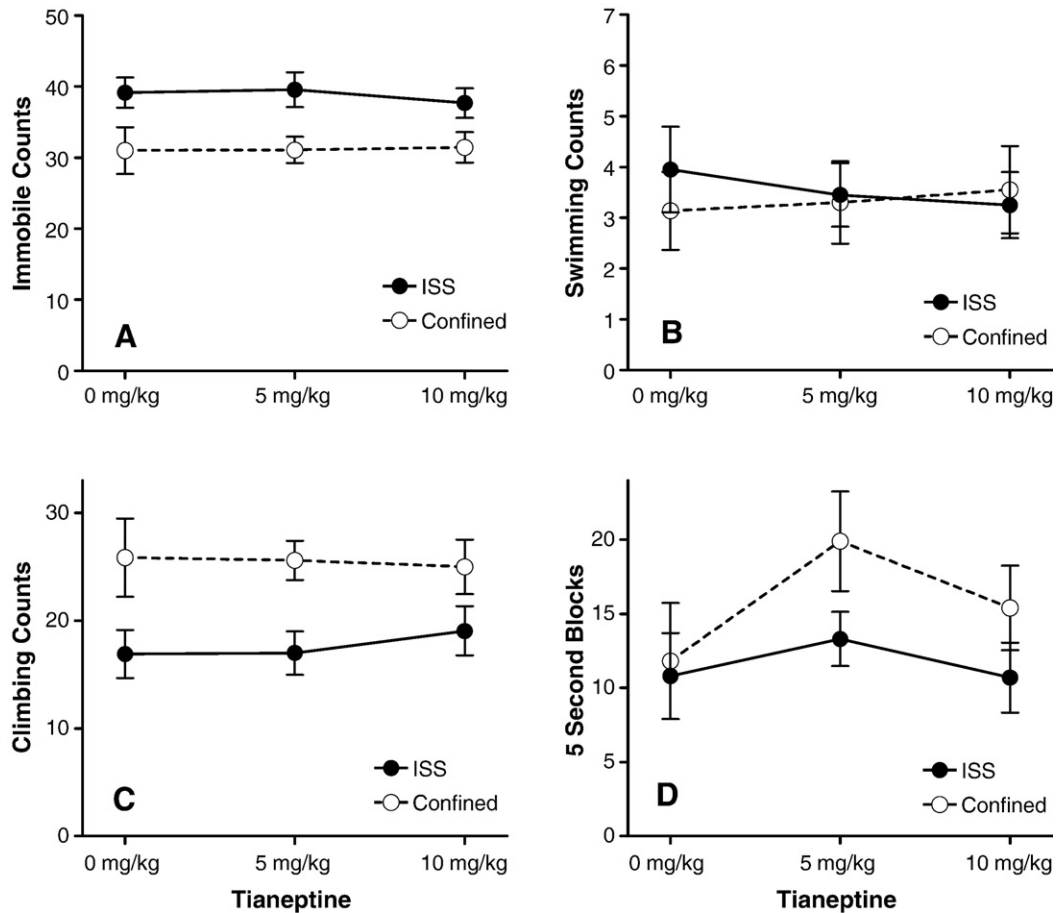 50
40
30
20
10
0
Immobile Counts
ISS
Confined
A
0 mg/kg
5 mg/kg
10 mg/kg
7
6
5
4
3
2
1
0
Swimming Counts
ISS
Confined
B
0 mg/kg
5 mg/kg
10 mg/kg
30
20
10
0
Climbing Counts
ISS
Confined
C
0 mg/kg
5 mg/kg
10 mg/kg
Tianeptine
20
15
10
5
0
5 Second Blocks
ISS
Confined
D
0 mg/kg
5 mg/kg
10 mg/kg
Tianeptine